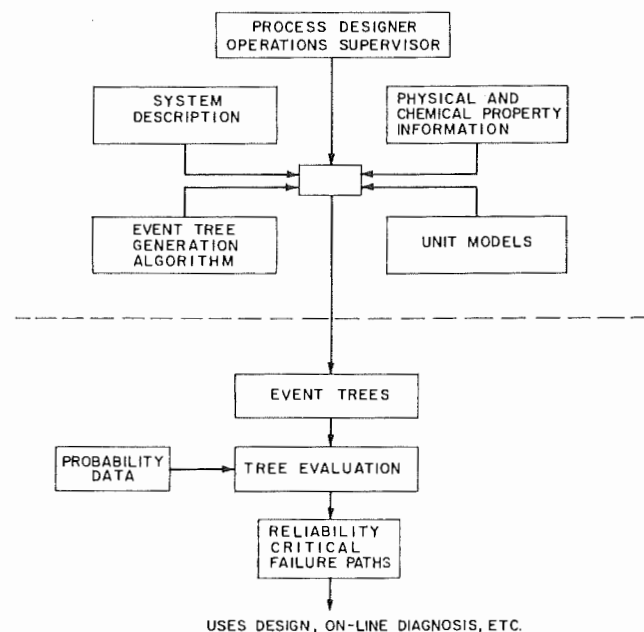 PROCESS DESIGNER
OPERATIONS SUPERVISOR
SYSTEM
DESCRIPTION
PHYSICAL AND
CHEMICAL PROPERTY
INFORMATION
EVENT TREE
GENERATION
ALGORITHM
UNIT MODELS
EVENT TREES
PROBABILITY
DATA
TREE EVALUATION
RELIABILITY
CRITICAL
FAILURE PATHS
USES DESIGN, ON-LINE DIAGNOSIS, ETC.